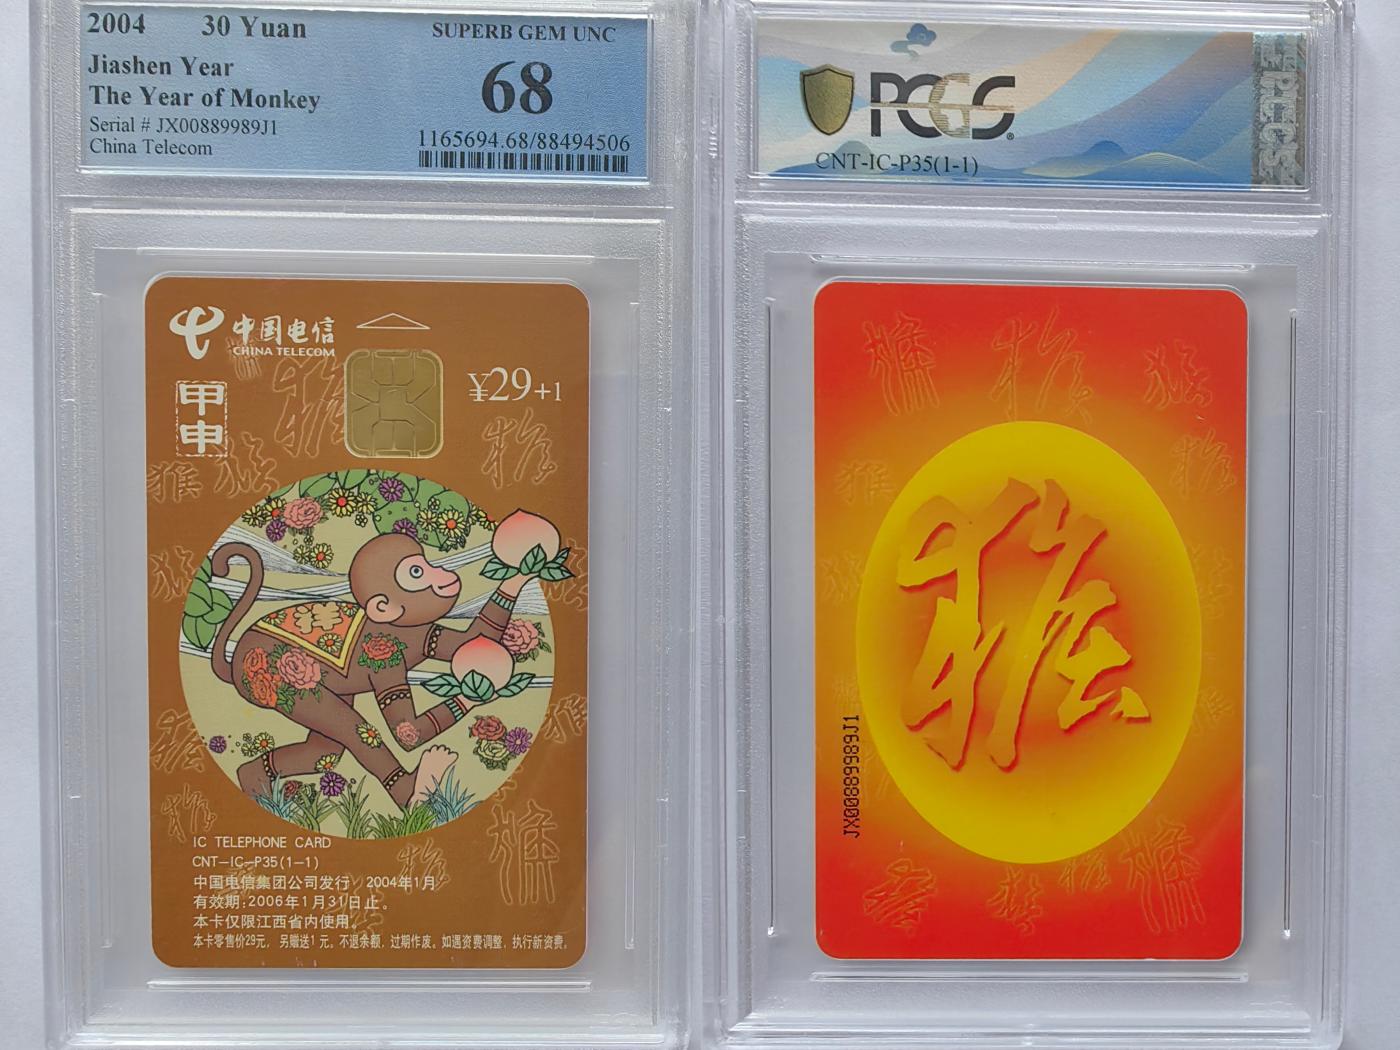 2004 30 Yuan
Jiashen Year
The Year of Monkey
Serial # JX00889989J1
China Telecom
SUPERB GEM UNC
68
1165694.68/88494506
PCGS
CNT-IC-P35(1-1)
中国电信
CHINA TELECOM
甲申
¥29+1
IC TELEPHONE CARD
CNT-IC-P35(1-1)
中国电信集团公司发行 2004年1月
有效期:2006年1月31日止。
本卡仅限江西省内使用。
本卡零售价29元，另赠送1元。不退余额，过期作废。如遇资费调整，执行新资费。
猴
JX00889989J1